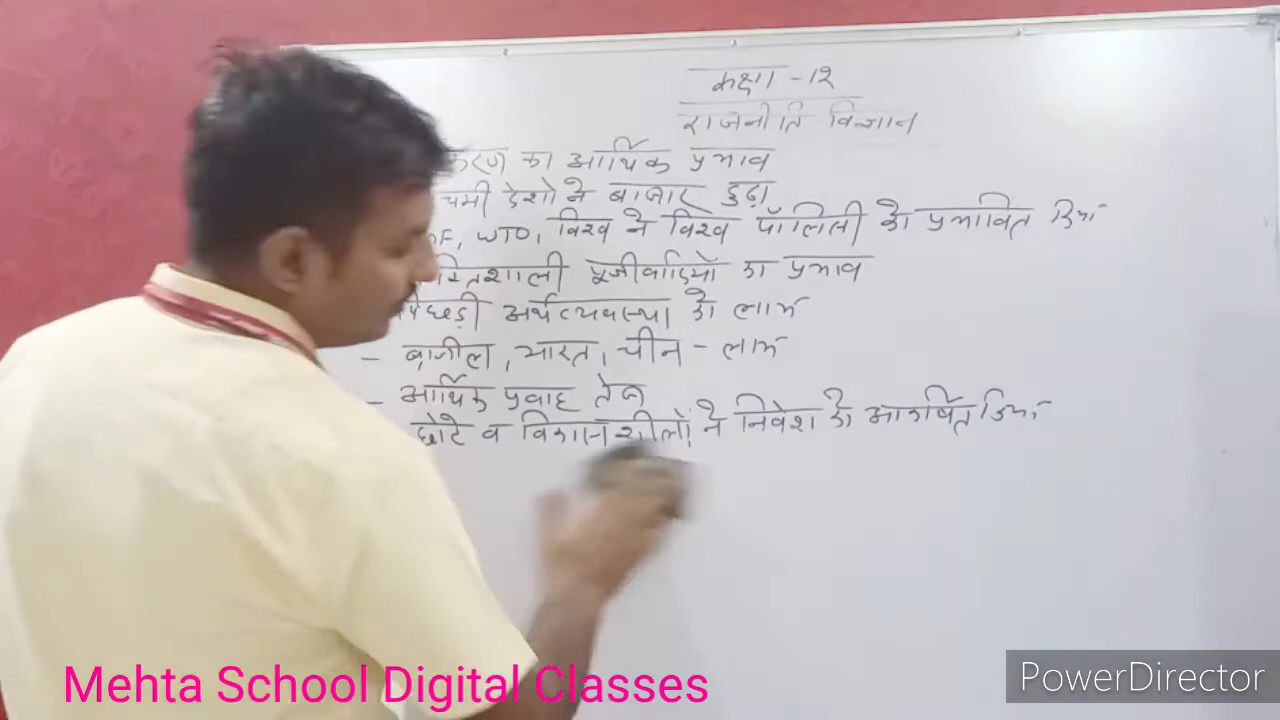 कक्षा - 12
राजनीति विज्ञान
करण का आर्थिक प्रभाव
चमी देशो ने बाजार ढुढा
F, WTO, विश्व ने विश्व पॉलिसी को प्रभावित किया
क्तिशाली पूजीवादियों का प्रभाव
पिछड़ी अर्थव्यवस्था को लाभ
- ब्राजील, भारत, चीन - लाभ
- आर्थिक प्रवाह तेज
छोटे व विकासशीलों ने निवेश को आकर्षित किया
Mehta School Digital Classes
PowerDirector